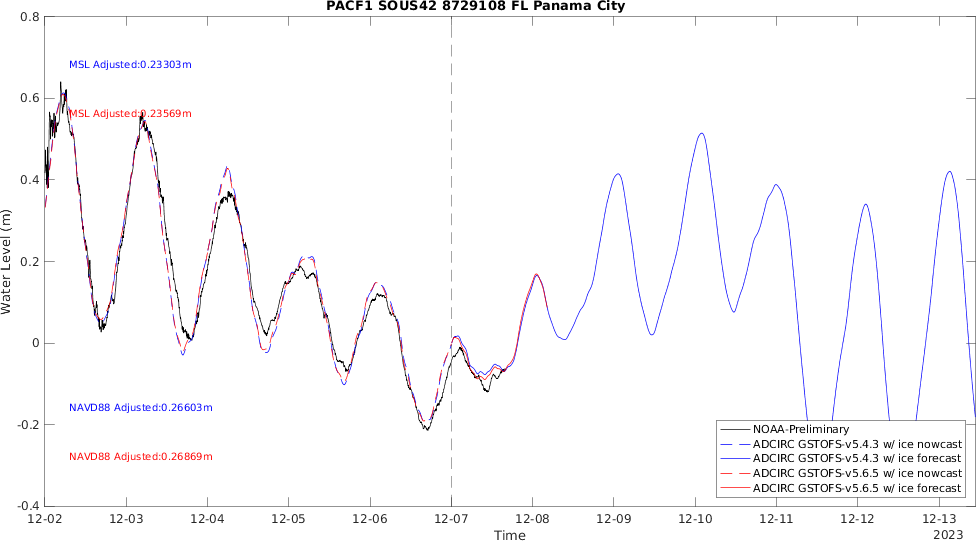 PACF1 SOUS42 8729108 FL Panama City
0.8
MSL Adjusted:0.23303m
0.6
MSL Adjusted:0.23569m
0.4
Water Level (m)
0.2
0
NAVD88 Adjusted:0.26603m
-0.2
NOAA-Preliminary
ADCIRC GSTOFS-v5.4.3 w/ ice nowcast
NAVD88 Adjusted:0.26869m
ADCIRC GSTOFS-v5.4.3 w/ ice forecast
ADCIRC GSTOFS-v5.6.5 w/ ice nowcast
ADCIRC GSTOFS-v5.6.5 w/ ice forecast
-0.4
12-02 12-03 12-04 12-05 12-06 12-07 12-08 12-09 12-10 12-11 12-12 12-13
Time
2023